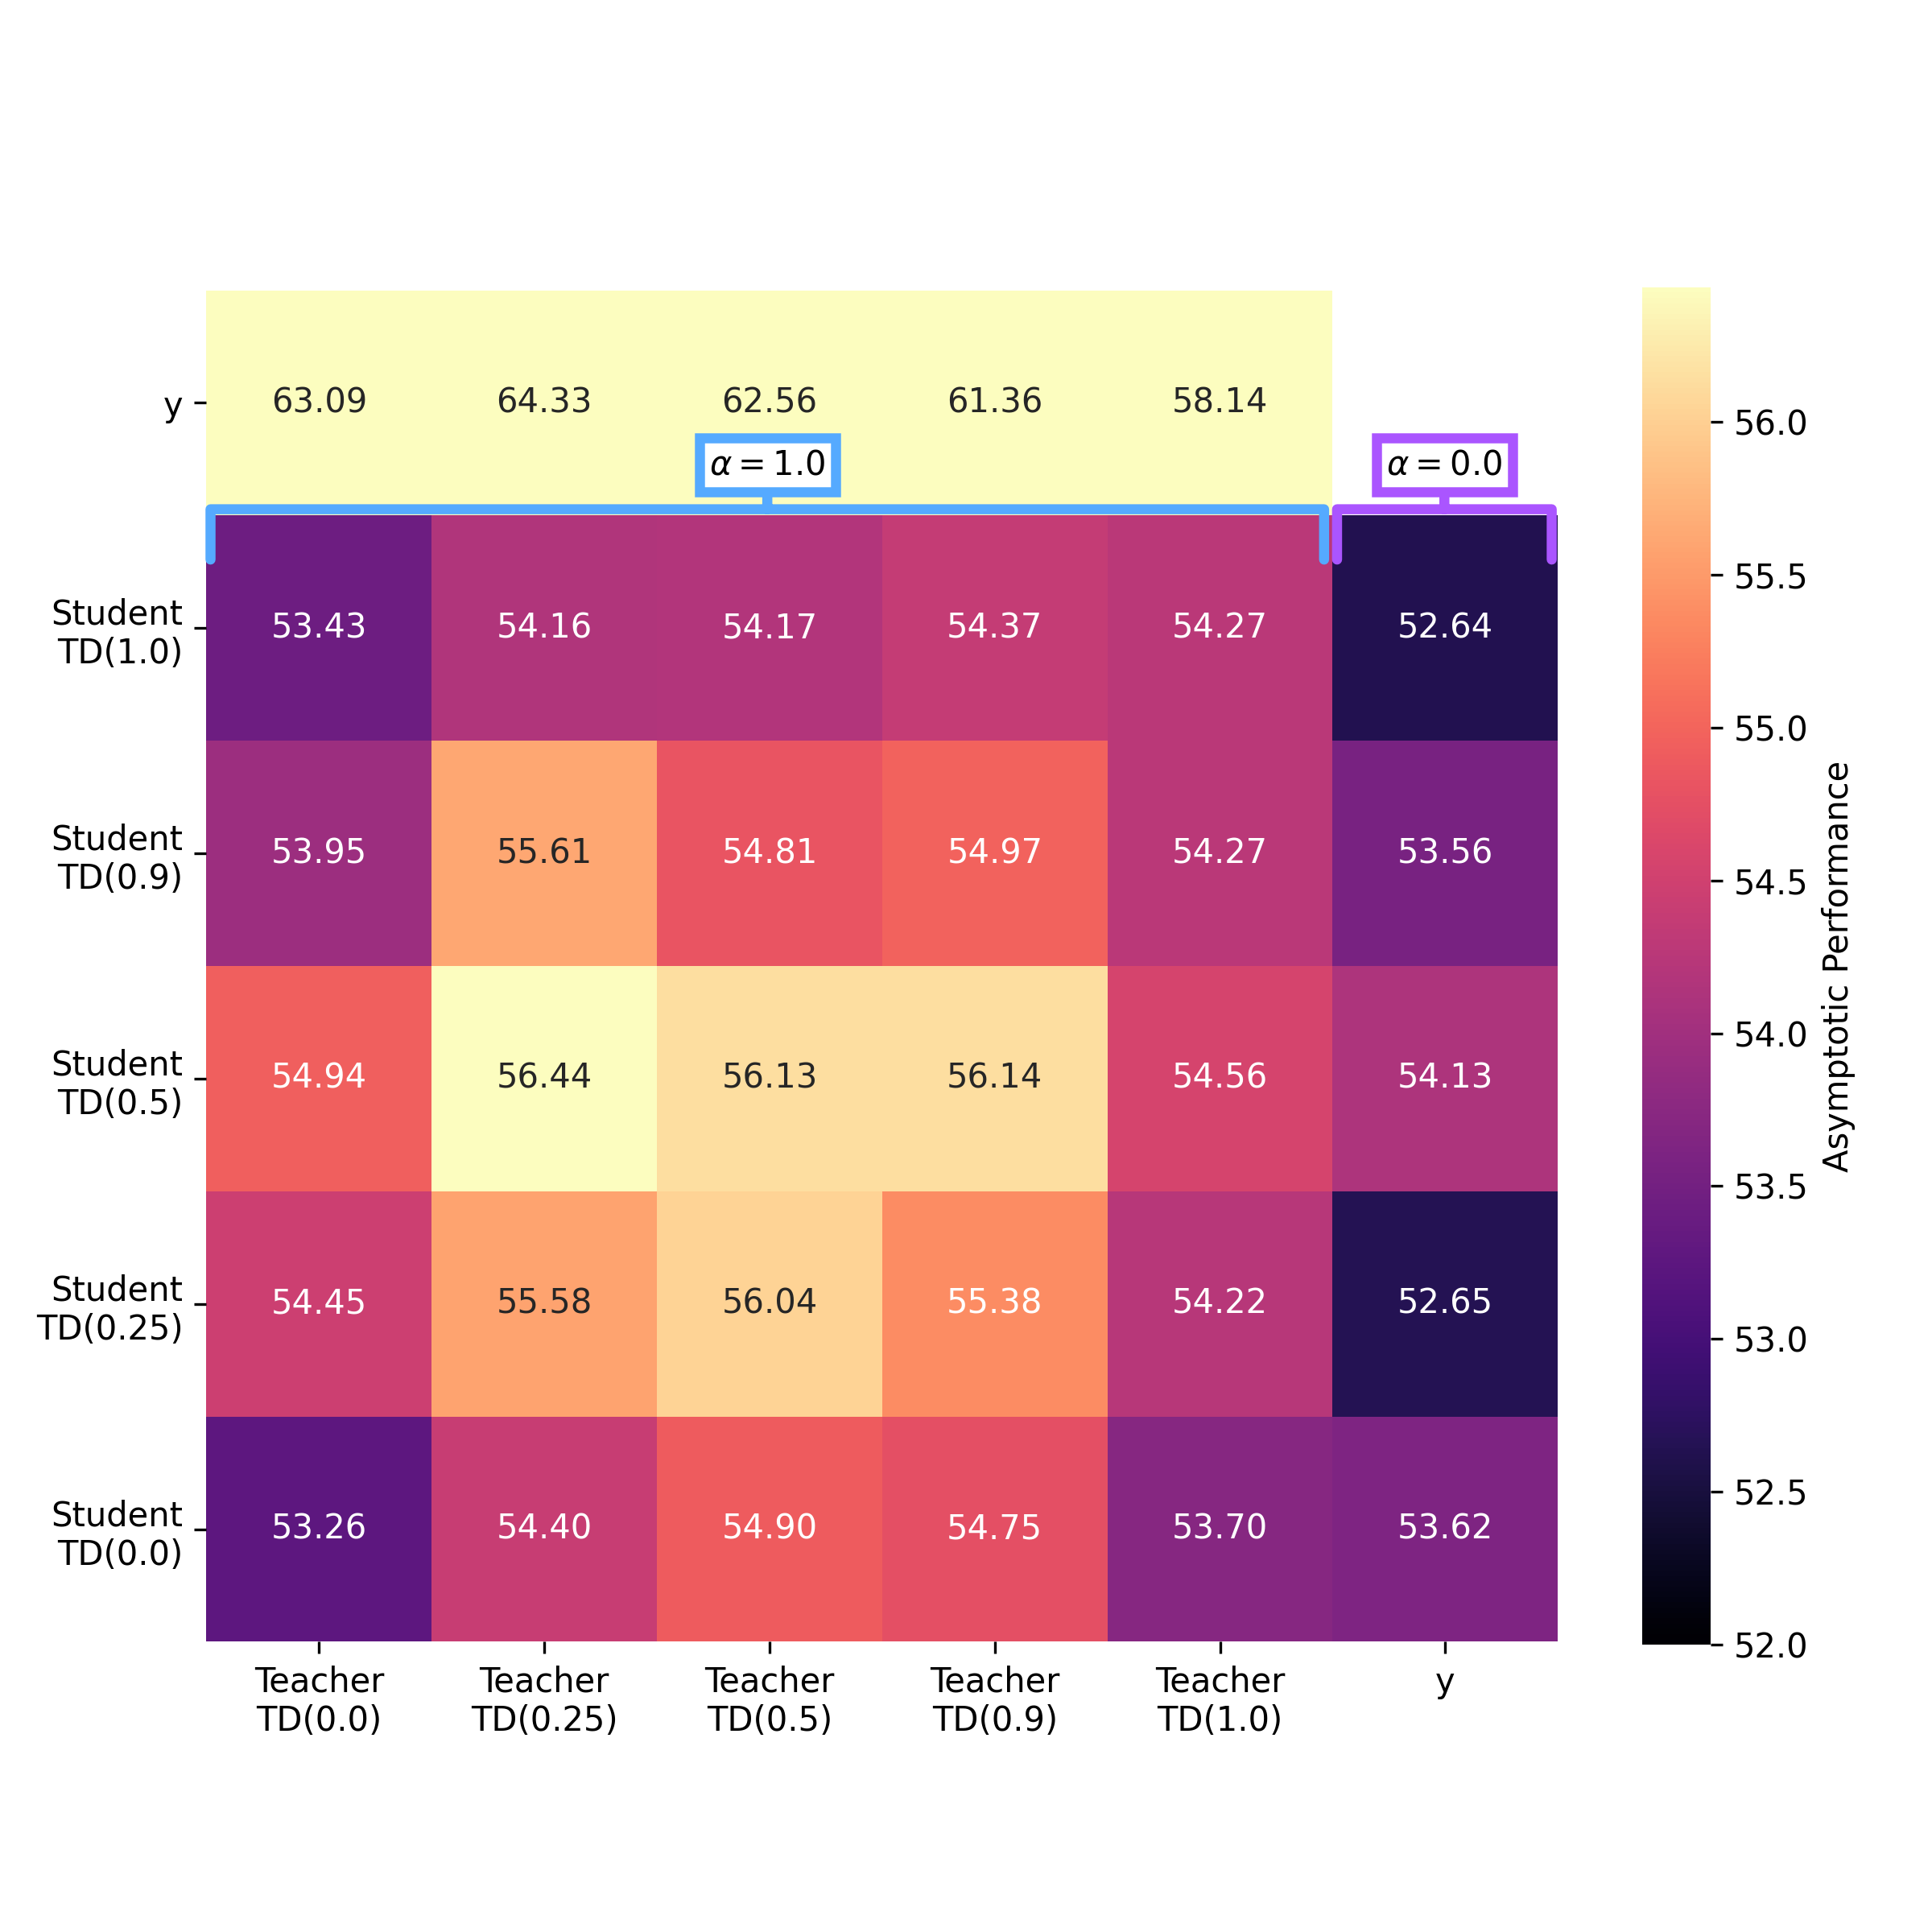 y
63.09 64.33 62.56 61.36 58.14
α = 1.0
α = 0.0
Student
TD(1.0)
53.43 54.16 54.17 54.37 54.27 52.64
Student
TD(0.9)
53.95 55.61 54.81 54.97 54.27 53.56
Student
TD(0.5)
54.94 56.44 56.13 56.14 54.56 54.13
Student
TD(0.25)
54.45 55.58 56.04 55.38 54.22 52.65
Student
TD(0.0)
53.26 54.40 54.90 54.75 53.70 53.62
Teacher
TD(0.0)
Teacher
TD(0.25)
Teacher
TD(0.5)
Teacher
TD(0.9)
Teacher
TD(1.0)
y
56.0
55.5
55.0
54.5
54.0
53.5
53.0
52.5
52.0
Asymptotic Performance